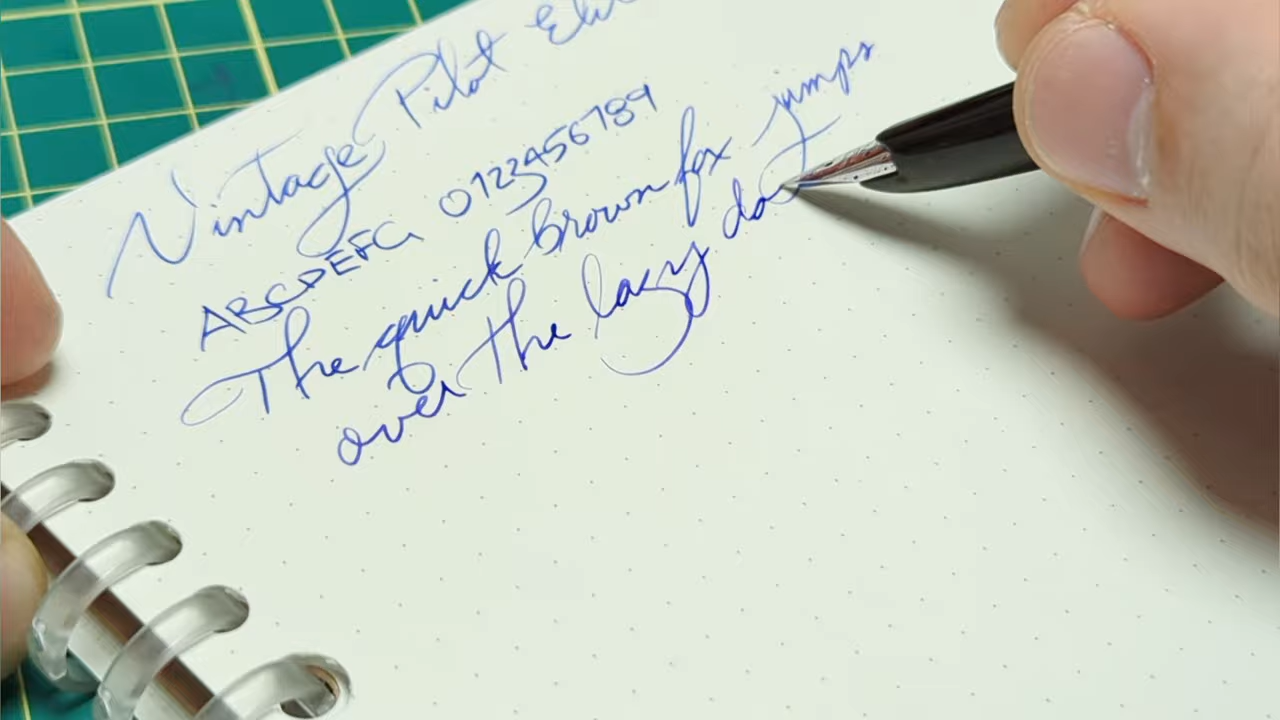 Vintage Pilot
ABCDEFG 0123456789
The quick brown fox jumps
over the lazy do